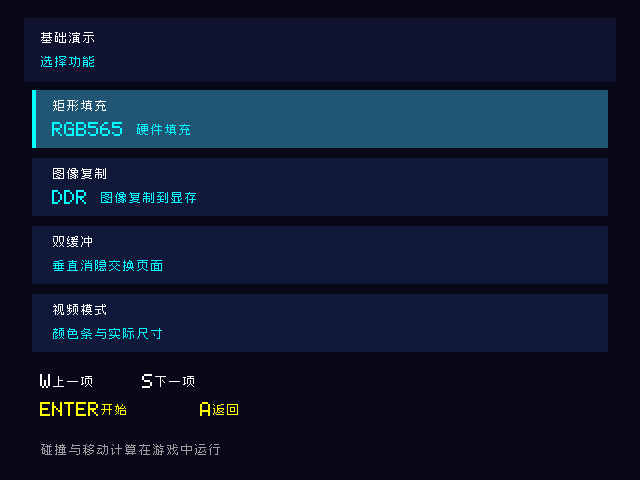 基础演示
选择功能
矩形填充
RGB565 硬件填充
图像复制
DDR 图像复制到显存
双缓冲
垂直消隐交换页面
视频模式
颜色条与实际尺寸
W上一项 S下一项
ENTER开始 A返回
碰撞与移动计算在游戏中运行